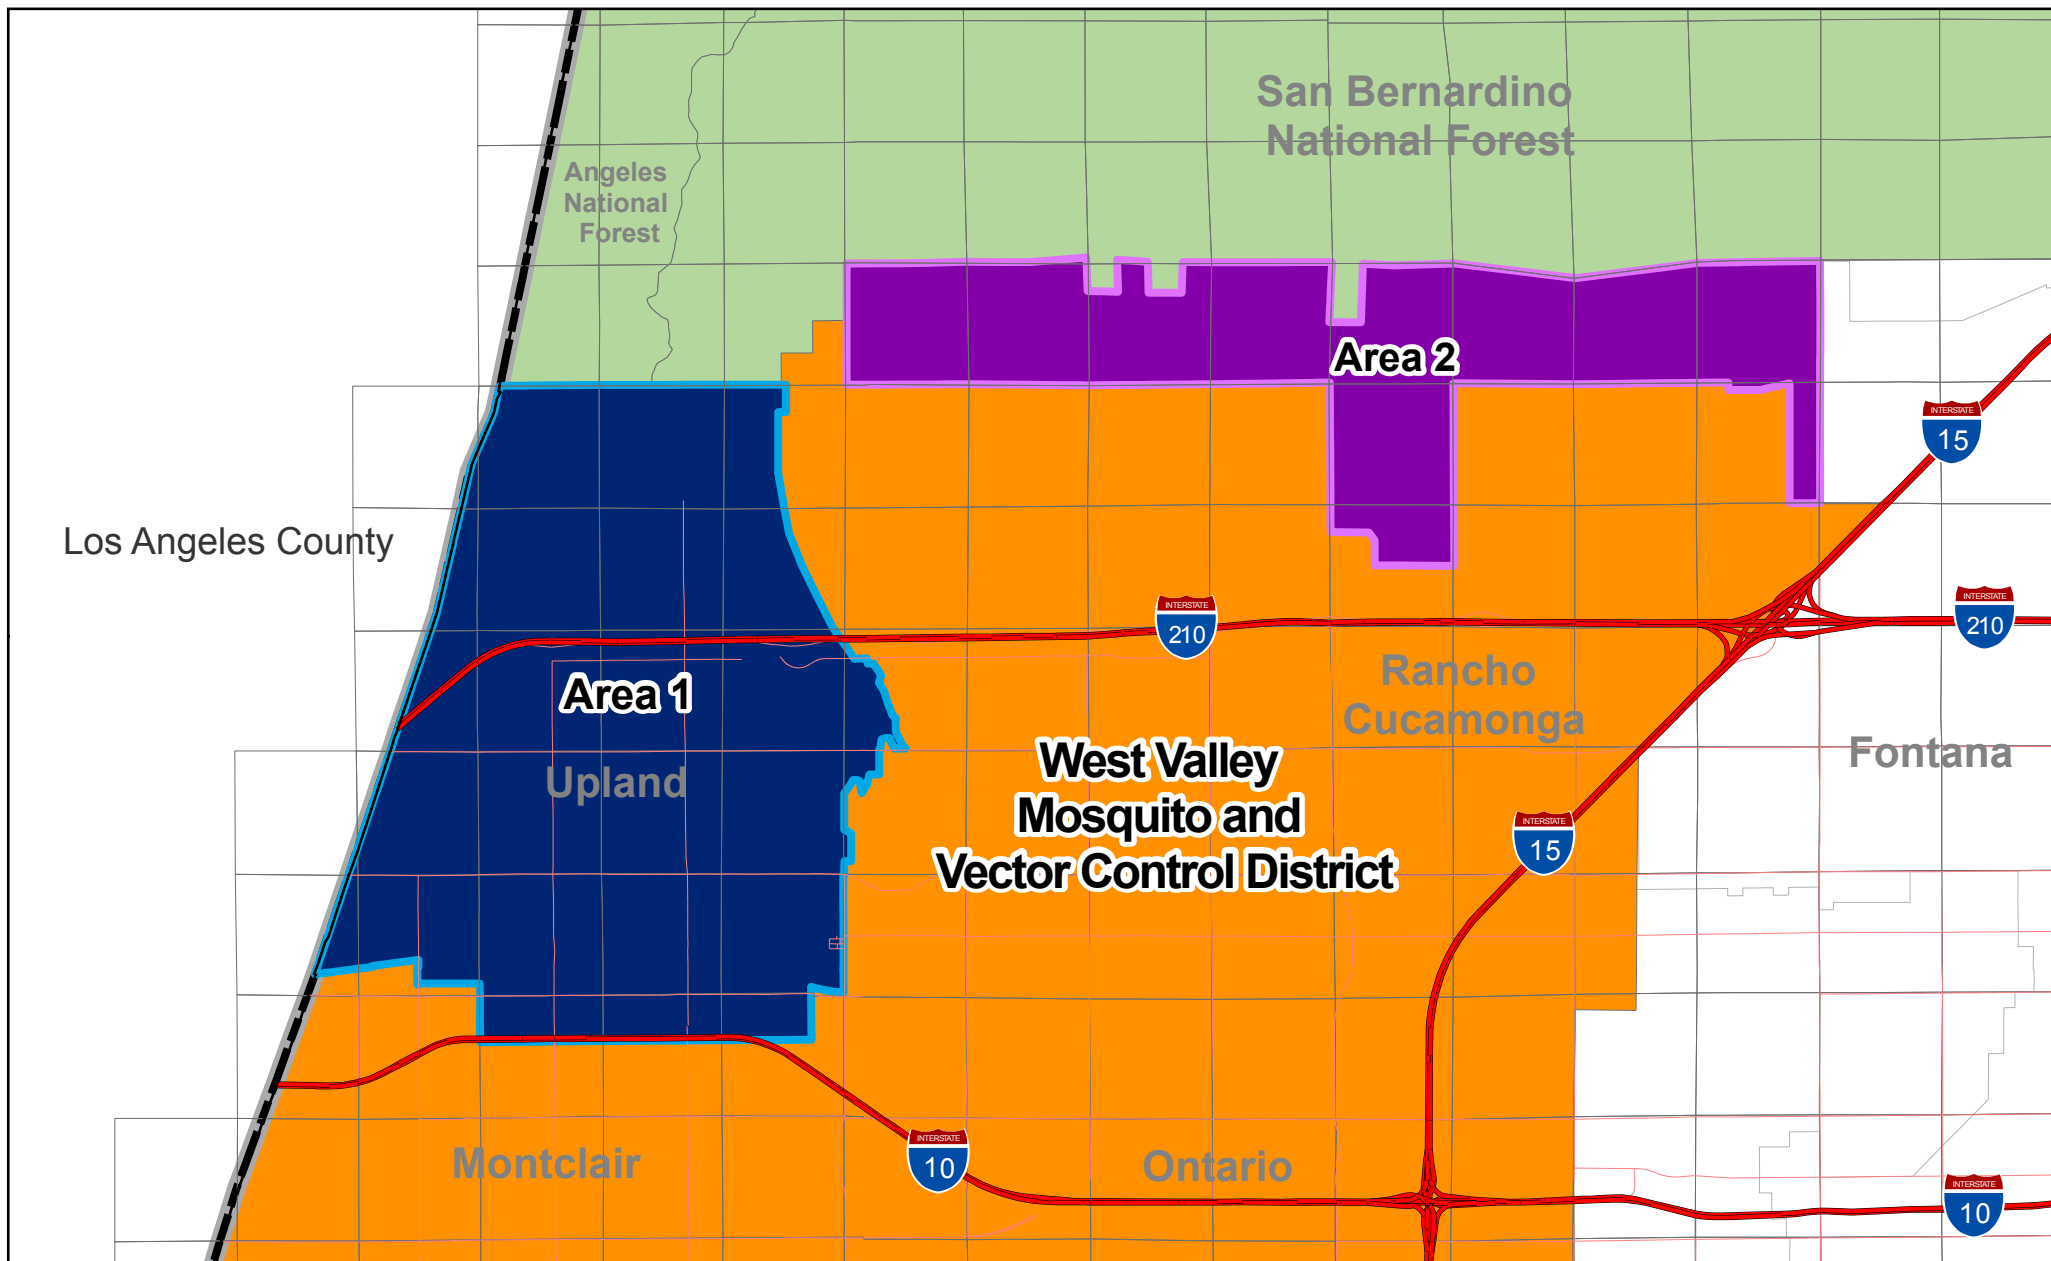 San Bernardino
National Forest
Angeles
National
Forest
Area 2
INTERSTATE
15
Los Angeles County
INTERSTATE
210
INTERSTATE
210
Area 1
Rancho
Cucamonga
Upland
West Valley
Mosquito and
Vector Control District
Fontana
INTERSTATE
15
Montclair
INTERSTATE
10
Ontario
INTERSTATE
10